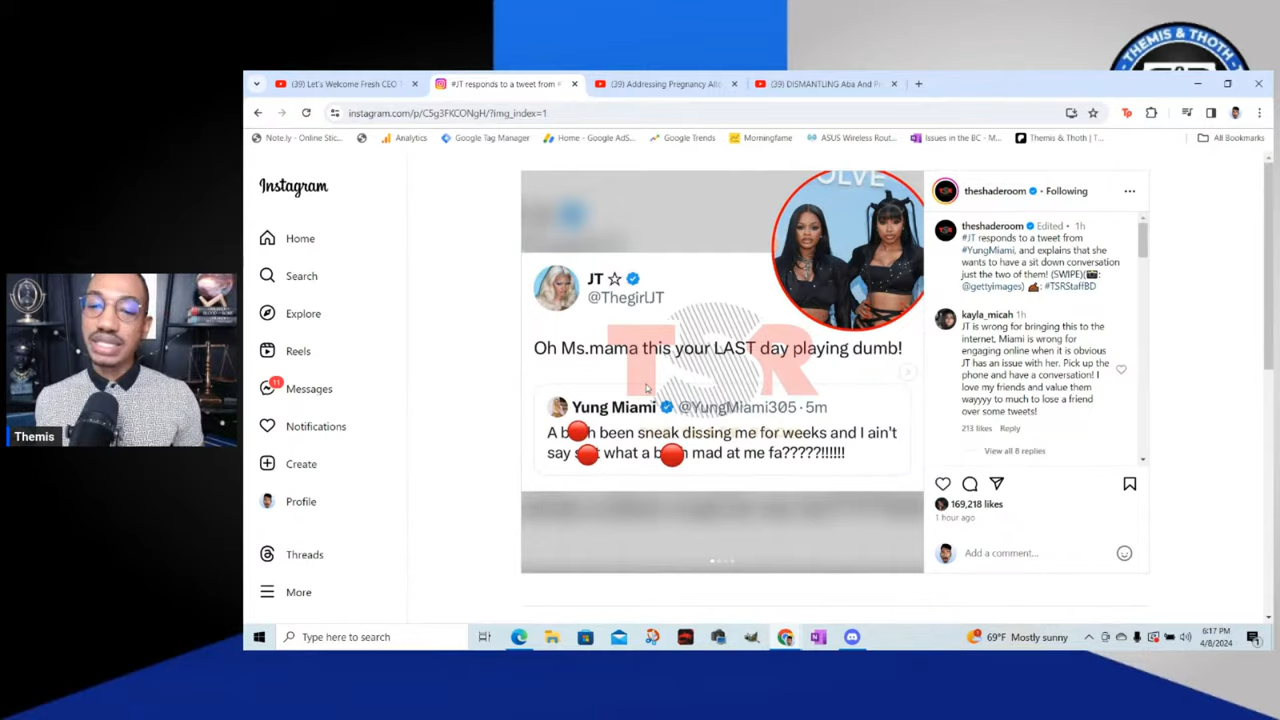 THEMIS & THOTH
(39) Let's Welcome Fresh CEO
#JT responds to a tweet from
(39) Addressing Pregnancy Allo
(39) DISMANTLING Aba And Pr
instagram.com/p/C5g3FKCONgH/?img_index=1
Note.ly - Online Stic...
Analytics
Google Tag Manager
Home - Google AdS...
Google Trends
Morningfame
ASUS Wireless Rout...
Issues in the BC - M...
Themis & Thoth | T...
All Bookmarks
Instagram
Home
Search
Explore
Reels
11
Messages
Notifications
Create
Profile
Threads
More
OLVE
JT ☆
@ThegirlJT
TSR
Oh Ms.mama this your LAST day playing dumb!
Yung Miami @YungMiami305 · 5m
A b h been sneak dissing me for weeks and I ain't
say s t what a b h mad at me fa?????!!!!!!
theshaderoom • Following
theshaderoom Edited • 1h
#JT responds to a tweet from
#YungMiami, and explains that she
wants to have a sit down conversation
just the two of them! (SWIPE)(📸:
@gettyimages) ✍🏾: #TSRStaffBD
kayla_micah 1h
JT is wrong for bringing this to the
internet, Miami is wrong for
engaging online when it is obvious
JT has an issue with her. Pick up the
phone and have a conversation! I
love my friends and value them
wayyyy to much to lose a friend
over some tweets!
213 likes Reply
View all 8 replies
169,218 likes
1 hour ago
Add a comment...
Themis
Type here to search
69°F Mostly sunny
6:17 PM
4/8/2024